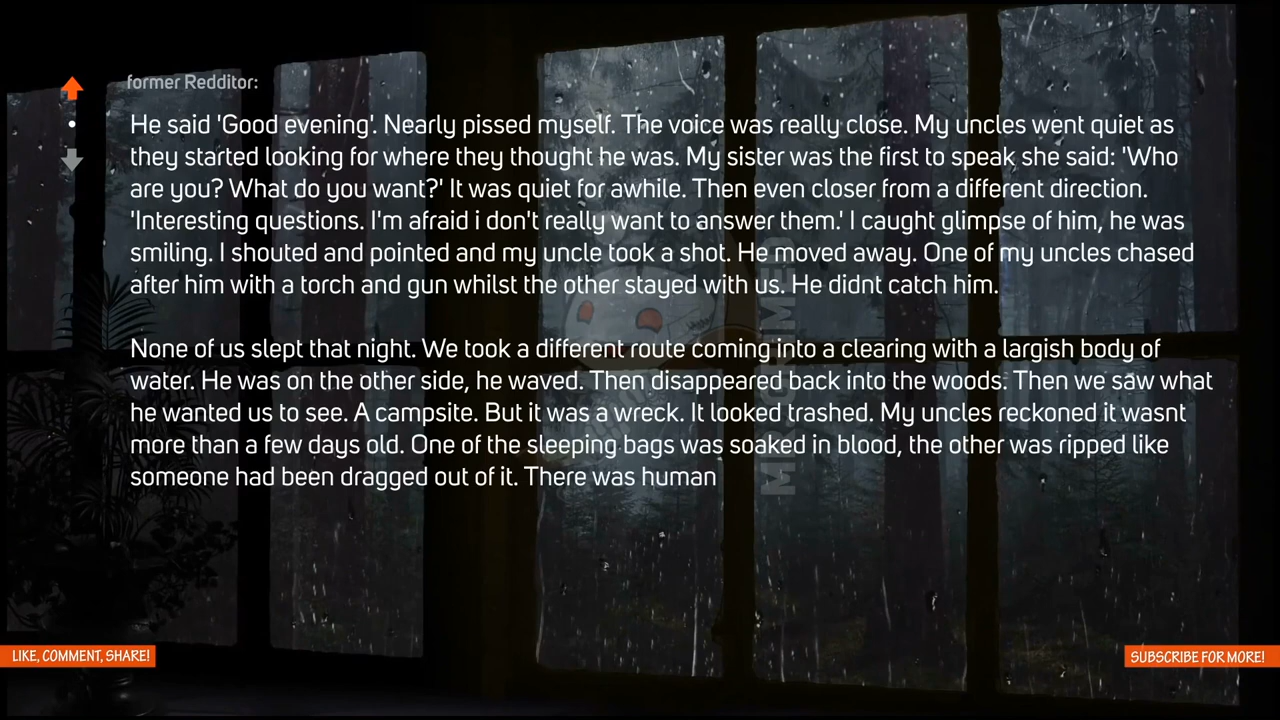 former Redditor:
He said 'Good evening'. Nearly pissed myself. The voice was really close. My uncles went quiet as
they started looking for where they thought he was. My sister was the first to speak she said: 'Who
are you? What do you want?' It was quiet for awhile. Then even closer from a different direction.
'Interesting questions. I'm afraid i don't really want to answer them.' I caught glimpse of him, he was
smiling. I shouted and pointed and my uncle took a shot. He moved away. One of my uncles chased
after him with a torch and gun whilst the other stayed with us. He didnt catch him.
None of us slept that night. We took a different route coming into a clearing with a largish body of
water. He was on the other side, he waved. Then disappeared back into the woods. Then we saw what
he wanted us to see. A campsite. But it was a wreck. It looked trashed. My uncles reckoned it wasnt
more than a few days old. One of the sleeping bags was soaked in blood, the other was ripped like
someone had been dragged out of it. There was human
LIKE, COMMENT, SHARE!
SUBSCRIBE FOR MORE!